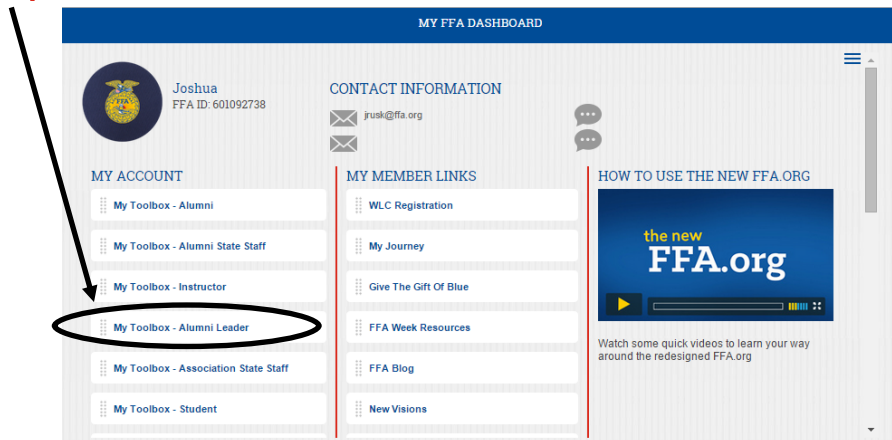 MY FFA DASHBOARD
Joshua
FFA ID: 601092738
CONTACT INFORMATION
jrusk@ffa.org
MY ACCOUNT
My Toolbox - Alumni
My Toolbox - Alumni State Staff
My Toolbox - Instructor
My Toolbox - Alumni Leader
My Toolbox - Association State Staff
My Toolbox - Student
MY MEMBER LINKS
WLC Registration
My Journey
Give The Gift Of Blue
FFA Week Resources
FFA Blog
New Visions
HOW TO USE THE NEW FFA.ORG
the new
FFA.org
Watch some quick videos to learn your way
around the redesigned FFA.org